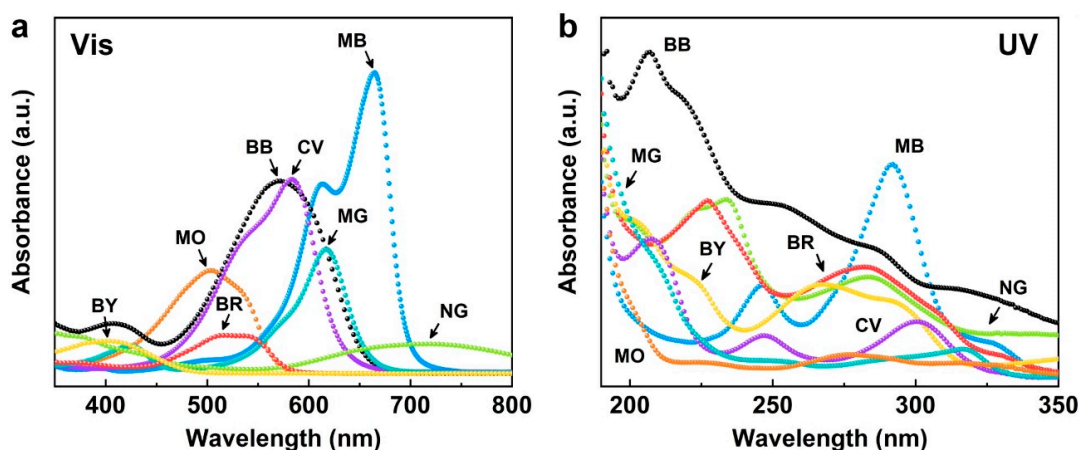 a
Vis
MB
BB
CV
MO
MG
BY
BR
NG
Absorbance (a.u.)
400
500
600
700
800
Wavelength (nm)
b
UV
BB
MG
MB
BY
BR
NG
MO
CV
Absorbance (a.u.)
200
250
300
350
Wavelength (nm)